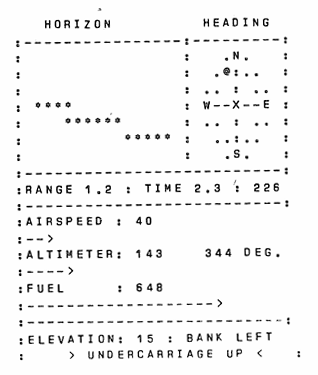 HORIZON HEADING
:-----------------:---------:
: : .N. :
: : .@:.. :
: : .. : .. :
: **** : W--X--E :
: ****** : .. : .. :
: ***** : ..:.. :
: : .S. :
:---------------------------:
:RANGE 1.2 : TIME 2.3 : 226
:---------------------------:
:AIRSPEED : 40
:-->
:ALTIMETER: 143 344 DEG.
:---->
:FUEL : 648
:------------------->
:---------------------------:
:ELEVATION: 15 : BANK LEFT
: > UNDERCARRIAGE UP < :